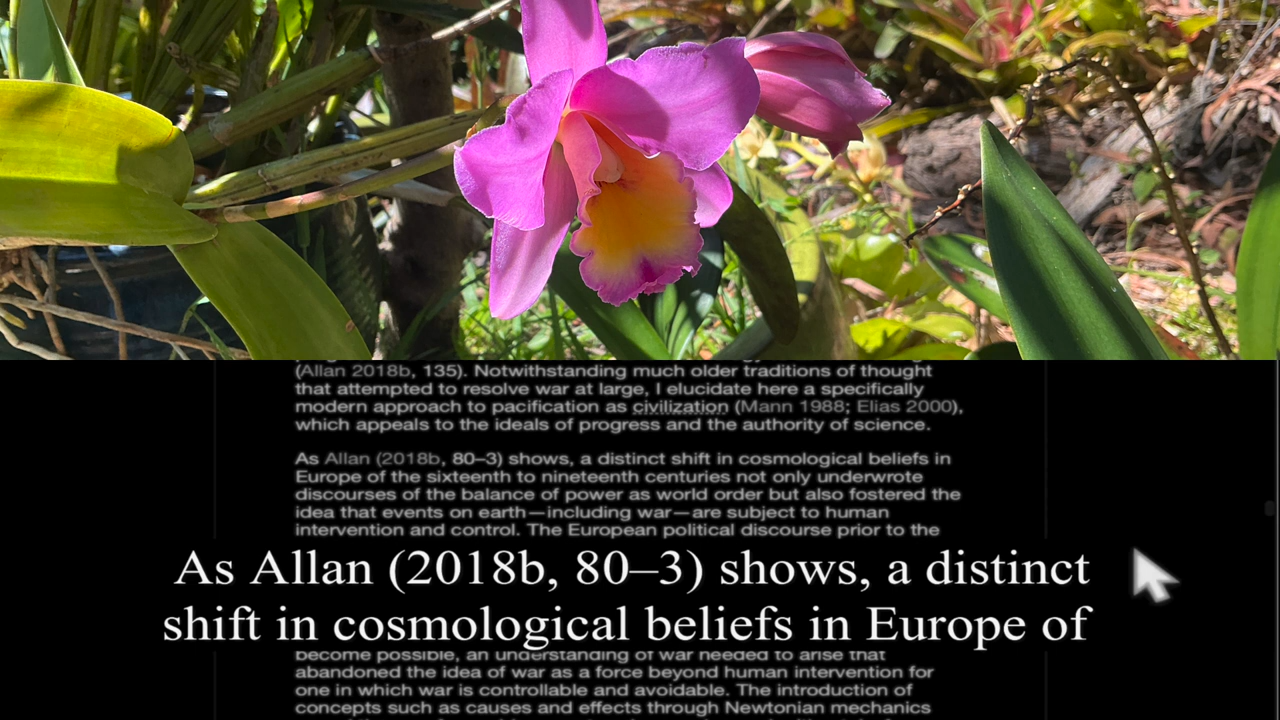 (Allan 2018b, 135). Notwithstanding much older traditions of thought
that attempted to resolve war at large, I elucidate here a specifically
modern approach to pacification as civilization (Mann 1988; Elias 2000),
which appeals to the ideals of progress and the authority of science.
As Allan (2018b, 80–3) shows, a distinct shift in cosmological beliefs in
Europe of the sixteenth to nineteenth centuries not only underwrote
discourses of the balance of power as world order but also fostered the
idea that events on earth—including war—are subject to human
intervention and control. The European political discourse prior to the
As Allan (2018b, 80–3) shows, a distinct
shift in cosmological beliefs in Europe of
become possible, an understanding of war needed to arise that
abandoned the idea of war as a force beyond human intervention for
one in which war is controllable and avoidable. The introduction of
concepts such as causes and effects through Newtonian mechanics